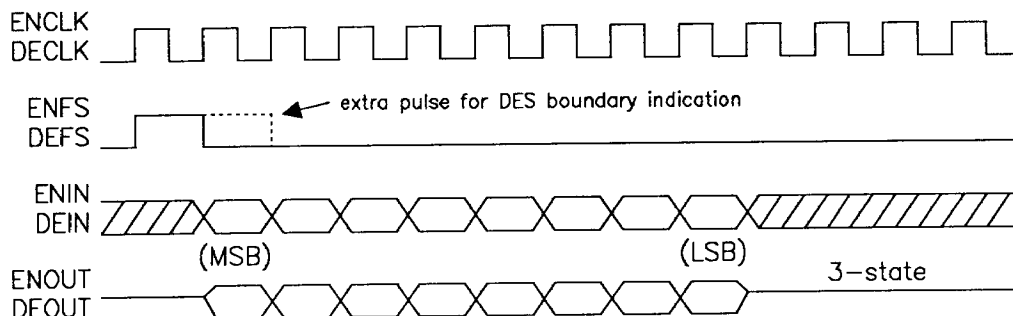 ENCLK
DECLK
ENFS
DEFS
extra pulse for DES boundary indication
ENIN
DEIN
(MSB)
(LSB)
ENOUT
DEOUT
3-state